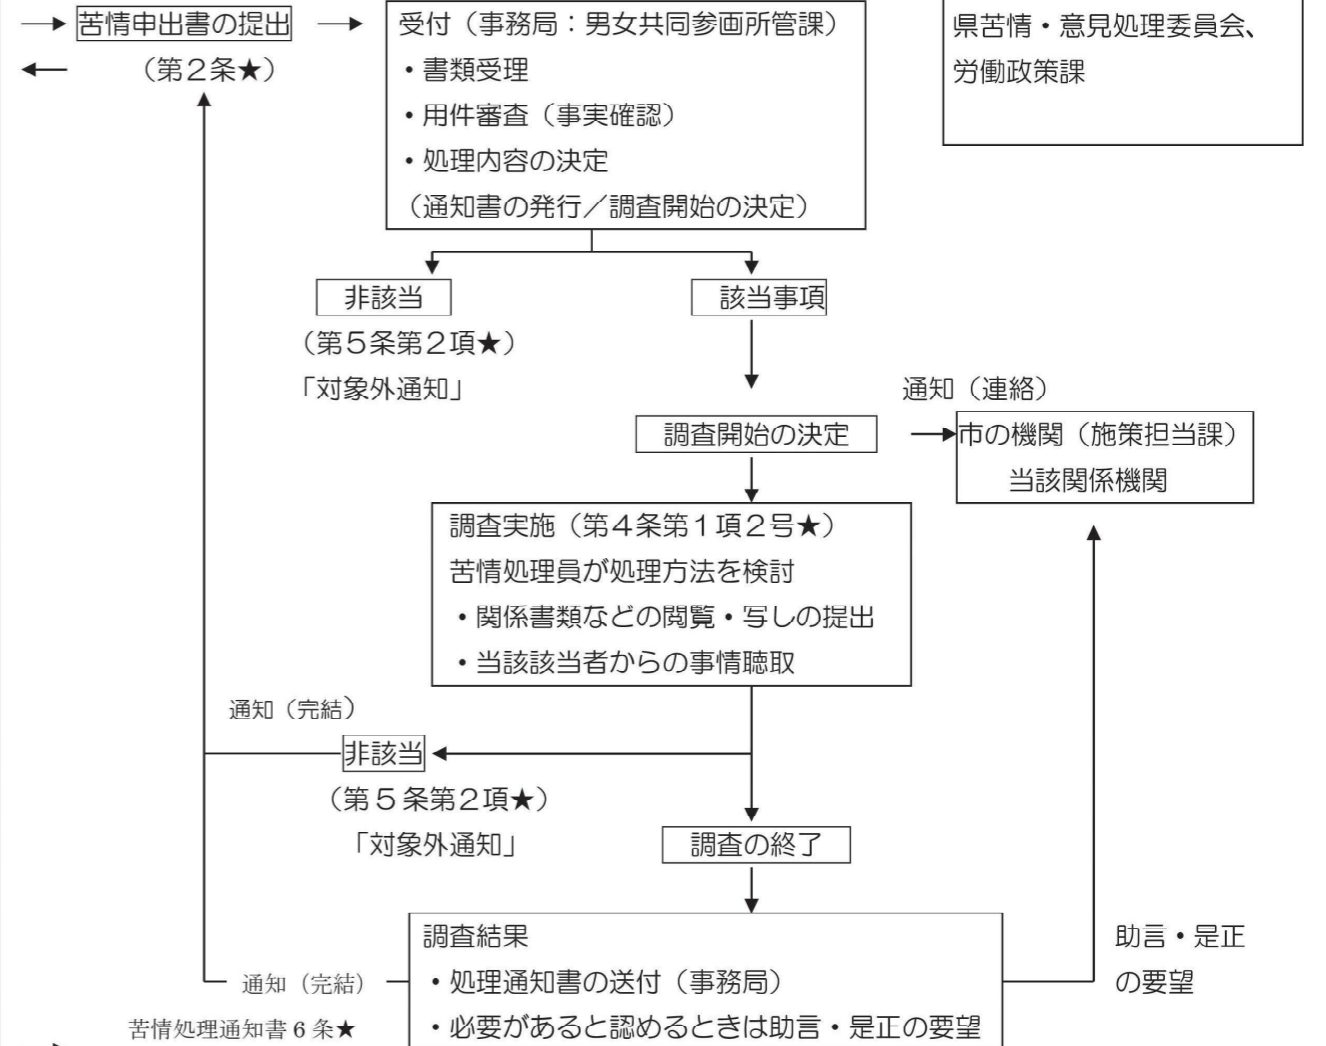 苦情申出書の提出
（第２条★）
受付（事務局：男女共同参画所管課）
・書類受理
・用件審査（事実確認）
・処理内容の決定
（通知書の発行／調査開始の決定）
県苦情・意見処理委員会、
労働政策課
非該当
（第５条第２項★）
「対象外通知」
該当事項
調査開始の決定
通知（連絡）
市の機関（施策担当課）
当該関係機関
調査実施（第４条第１項２号★）
苦情処理員が処理方法を検討
・関係書類などの閲覧・写しの提出
・当該該当者からの事情聴取
通知（完結）
非該当
（第５条第２項★）
「対象外通知」
調査の終了
調査結果
・処理通知書の送付（事務局）
・必要があると認めるときは助言・是正の要望
通知（完結）
苦情処理通知書 6 条★
助言・是正
の要望